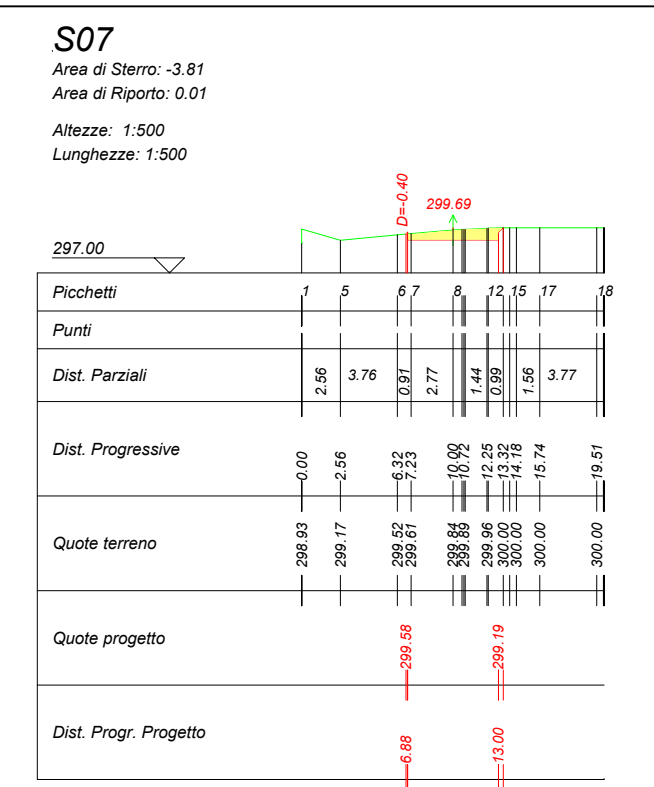 S07
Area di Sterro: -3.81
Area di Riporto: 0.01
Altezze: 1:500
Lunghezze: 1:500
D=-0.40
299.69
297.00
Picchetti 1 5 6 7 8 12 15 17 18
Punti
Dist. Parziali 2.56 3.76 0.91 2.77 1.44 0.99 1.56 3.77
Dist. Progressive 0.00 2.56 6.32 7.23 10.00 10.72 12.25 13.32 14.18 15.74 19.51
Quote terreno 298.93 299.17 299.52 299.61 299.84 299.89 299.96 300.00 300.00 300.00 300.00
Quote progetto 299.58 299.19
Dist. Progr. Progetto 6.88 13.00